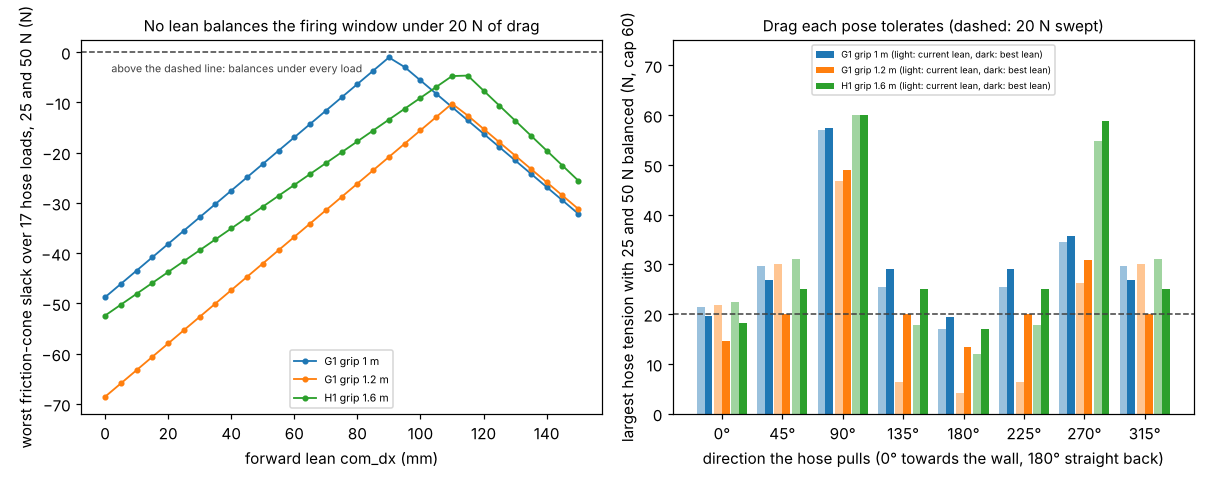 No lean balances the firing window under 20 N of drag
worst friction-cone slack over 17 hose loads, 25 and 50 N (N)
0
−10
−20
−30
−40
−50
−60
−70
above the dashed line: balances under every load
G1 grip 1 m
G1 grip 1.2 m
H1 grip 1.6 m
0 20 40 60 80 100 120 140
forward lean com_dx (mm)
Drag each pose tolerates (dashed: 20 N swept)
largest hose tension with 25 and 50 N balanced (N, cap 60)
70
60
50
40
30
20
10
0
G1 grip 1 m (light: current lean, dark: best lean)
G1 grip 1.2 m (light: current lean, dark: best lean)
H1 grip 1.6 m (light: current lean, dark: best lean)
0° 45° 90° 135° 180° 225° 270° 315°
direction the hose pulls (0° towards the wall, 180° straight back)